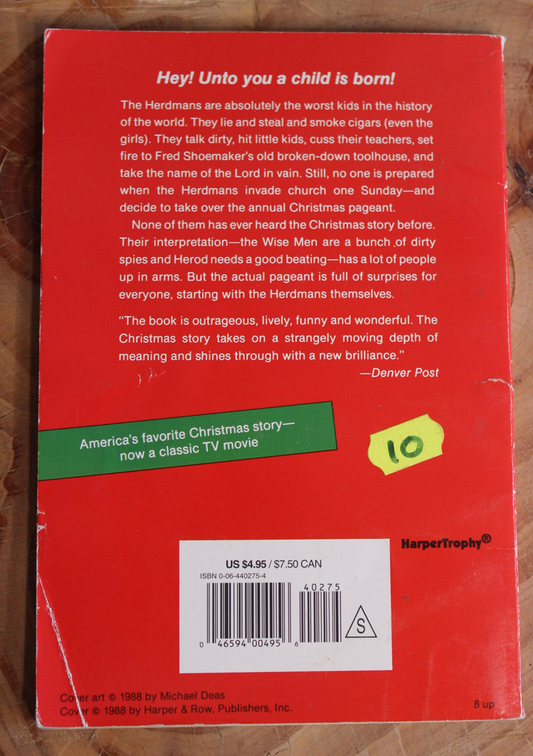 Hey! Unto you a child is born!
The Herdmans are absolutely the worst kids in the history
of the world. They lie and steal and smoke cigars (even the
girls). They talk dirty, hit little kids, cuss their teachers, set
fire to Fred Shoemaker's old broken-down toolhouse, and
take the name of the Lord in vain. Still, no one is prepared
when the Herdmans invade church one Sunday—and
decide to take over the annual Christmas pageant.
None of them has ever heard the Christmas story before.
Their interpretation—the Wise Men are a bunch of dirty
spies and Herod needs a good beating—has a lot of people
up in arms. But the actual pageant is full of surprises for
everyone, starting with the Herdmans themselves.
"The book is outrageous, lively, funny and wonderful. The
Christmas story takes on a strangely moving depth of
meaning and shines through with a new brilliance."
—Denver Post
America's favorite Christmas story—
now a classic TV movie
10
HarperTrophy®
US $4.95 / $7.50 CAN
ISBN 0-06-440275-4
40275
S
0 46594 00495 6
Cover art © 1988 by Michael Deas
Cover © 1988 by Harper & Row, Publishers, Inc.
8 up